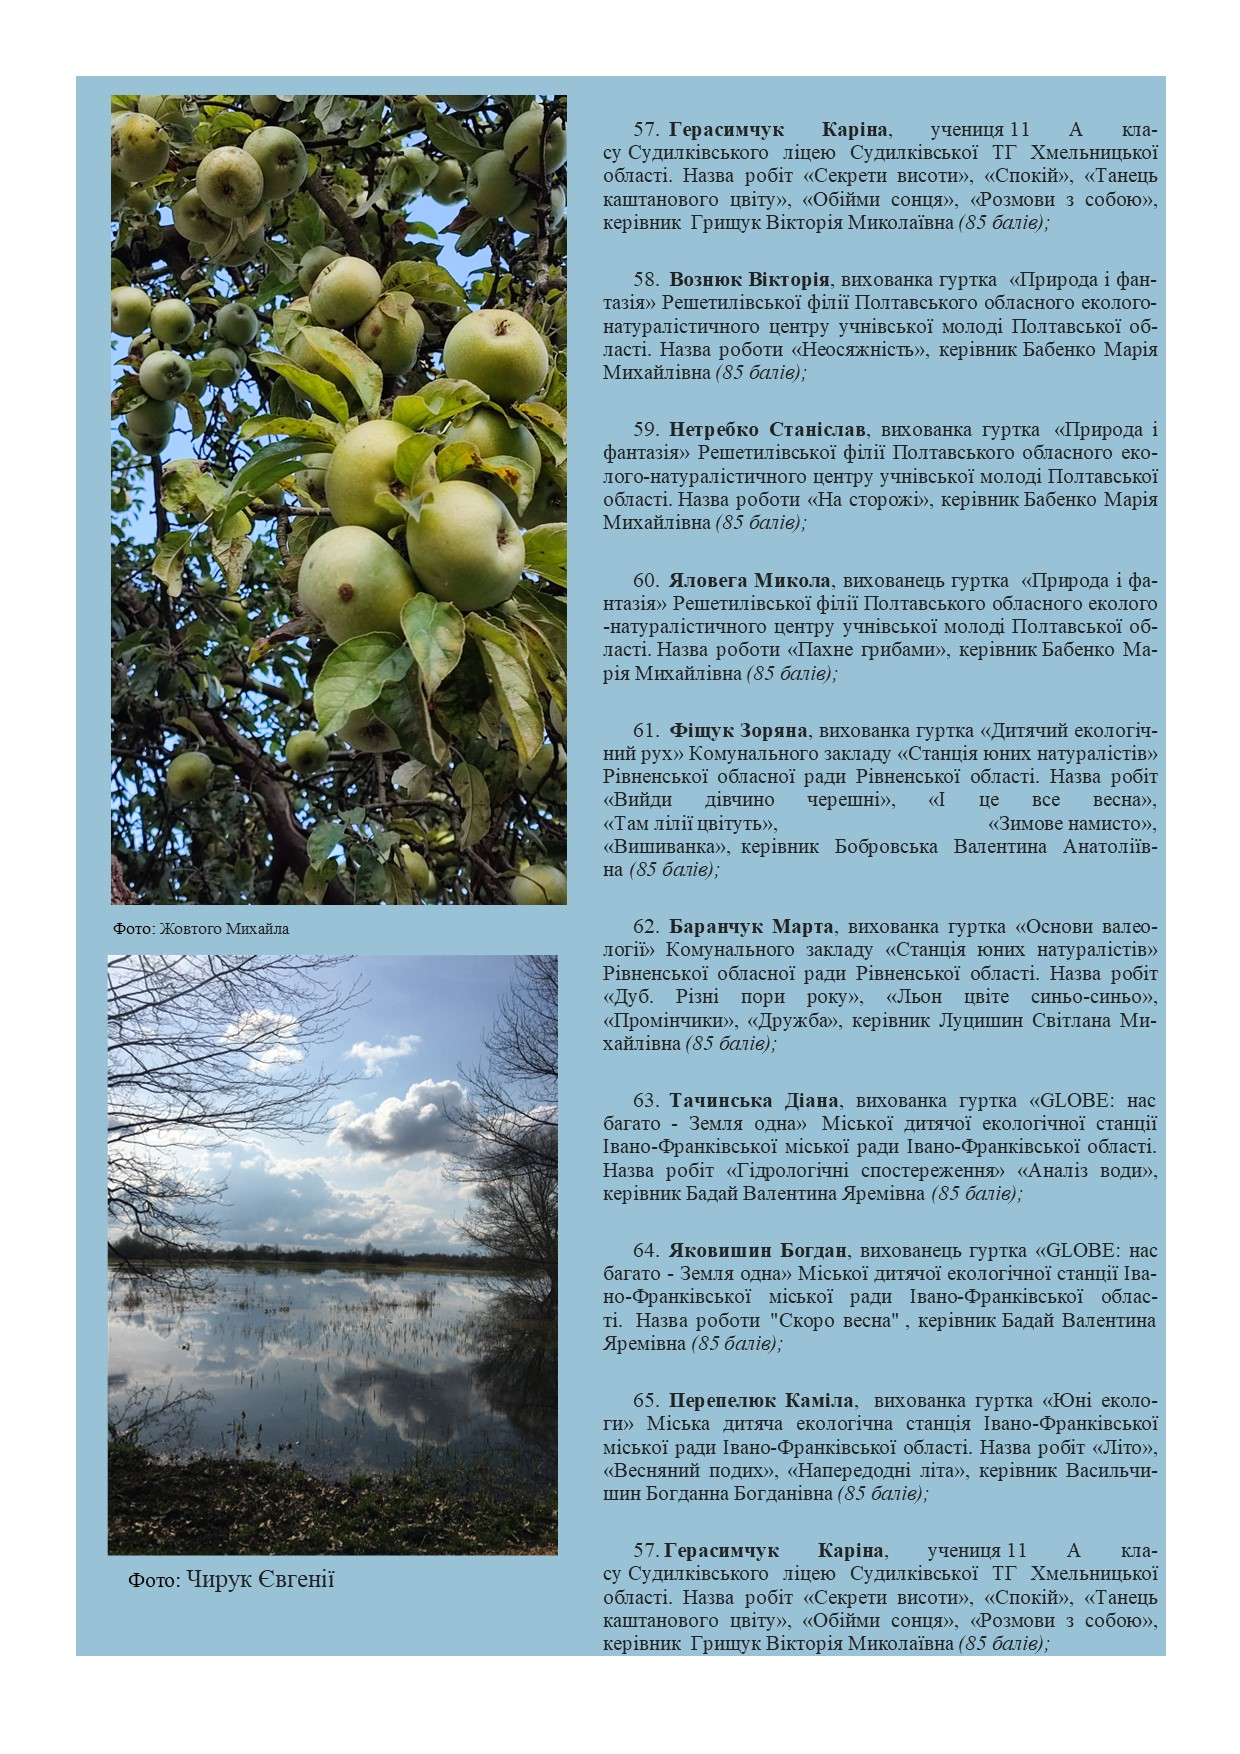 Фото: Жовтого Михайла
Фото: Чирук Євгенії
57. Герасимчук Каріна, учениця 11 А кла-
су Судилківського ліцею Судилківської ТГ Хмельницької
області. Назва робіт «Секрети висоти», «Спокій», «Танець
каштанового цвіту», «Обійми сонця», «Розмови з собою»,
керівник Грищук Вікторія Миколаївна (85 балів);
58. Вознюк Вікторія, вихованка гуртка «Природа і фан-
тазія» Решетилівської філії Полтавського обласного еколого-
натуралістичного центру учнівської молоді Полтавської об-
ласті. Назва роботи «Неосяжність», керівник Бабенко Марія
Михайлівна (85 балів);
59. Нетребко Станіслав, вихованка гуртка «Природа і
фантазія» Решетилівської філії Полтавського обласного еко-
лого-натуралістичного центру учнівської молоді Полтавської
області. Назва роботи «На сторожі», керівник Бабенко Марія
Михайлівна (85 балів);
60. Яловега Микола, вихованець гуртка «Природа і фа-
нтазія» Решетилівської філії Полтавського обласного еколого
-натуралістичного центру учнівської молоді Полтавської об-
ласті. Назва роботи «Пахне грибами», керівник Бабенко Ма-
рія Михайлівна (85 балів);
61. Фіщук Зоряна, вихованка гуртка «Дитячий екологіч-
ний рух» Комунального закладу «Станція юних натуралістів»
Рівненської обласної ради Рівненської області. Назва робіт
«Вийди дівчино черешні», «І це все весна»,
«Там лілії цвітуть», «Зимове намисто»,
«Вишиванка», керівник Бобровська Валентина Анатоліїв-
на (85 балів);
62. Баранчук Марта, вихованка гуртка «Основи валео-
логії» Комунального закладу «Станція юних натуралістів»
Рівненської обласної ради Рівненської області. Назва робіт
«Дуб. Різні пори року», «Льон цвіте синьо-синьо»,
«Промінчики», «Дружба», керівник Луцишин Світлана Ми-
хайлівна (85 балів);
63. Тачинська Діана, вихованка гуртка «GLOBE: нас
багато - Земля одна» Міської дитячої екологічної станції
Івано-Франківської міської ради Івано-Франківської області.
Назва робіт «Гідрологічні спостереження» «Аналіз води»,
керівник Бадай Валентина Яремівна (85 балів);
64. Яковишин Богдан, вихованець гуртка «GLOBE: нас
багато - Земля одна» Міської дитячої екологічної станції Іва-
но-Франківської міської ради Івано-Франківської облас-
ті. Назва роботи "Скоро весна" , керівник Бадай Валентина
Яремівна (85 балів);
65. Перепелюк Каміла, вихованка гуртка «Юні еколо-
ги» Міська дитяча екологічна станція Івано-Франківської
міської ради Івано-Франківської області. Назва робіт «Літо»,
«Весняний подих», «Напередодні літа», керівник Васильчи-
шин Богданна Богданівна (85 балів);
57. Герасимчук Каріна, учениця 11 А кла-
су Судилківського ліцею Судилківської ТГ Хмельницької
області. Назва робіт «Секрети висоти», «Спокій», «Танець
каштанового цвіту», «Обійми сонця», «Розмови з собою»,
керівник Грищук Вікторія Миколаївна (85 балів);